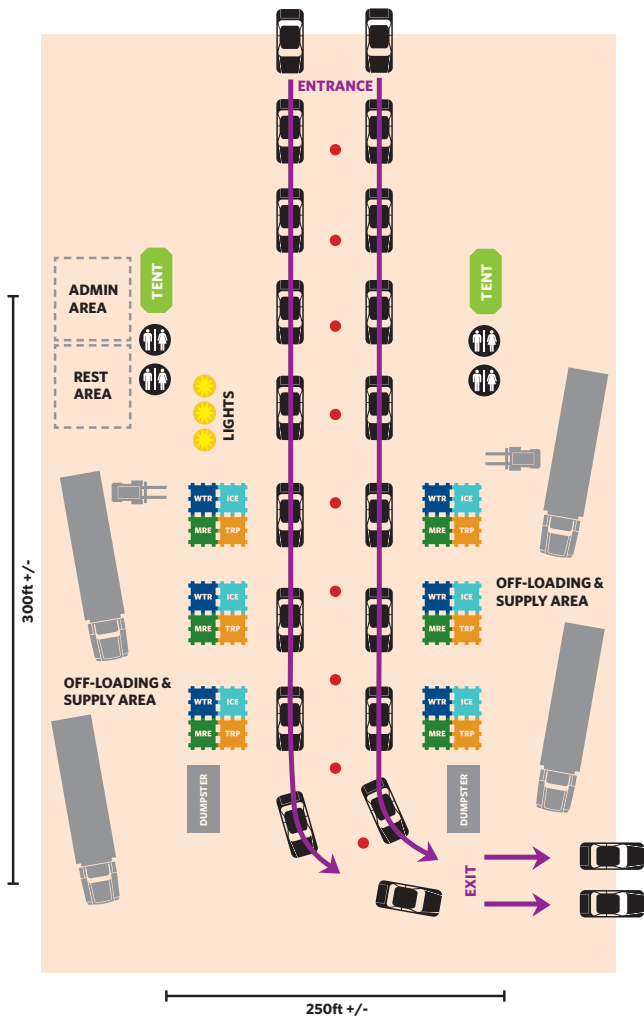 ENTRANCE
TENT
TENT
ADMIN
AREA
REST
AREA
LIGHTS
WTR ICE
MRE TRP
WTR ICE
MRE TRP
300ft +/-
WTR ICE
MRE TRP
WTR ICE
MRE TRP
OFF-LOADING &
SUPPLY AREA
OFF-LOADING &
SUPPLY AREA
WTR ICE
MRE TRP
WTR ICE
MRE TRP
DUMPSTER
DUMPSTER
EXIT
250ft +/-